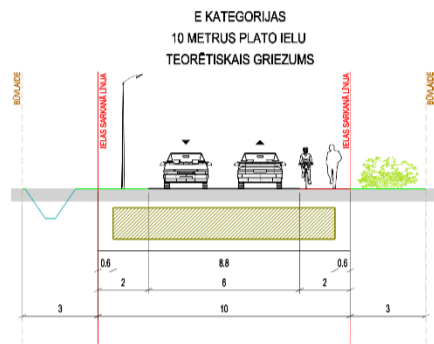 E KATEGORIJAS
10 METRUS PLATO IELU
TEORĒTISKAIS GRIEZUMS
BŪVLAIDE
IELAS SARKANĀ LĪNIJA
IELAS SARKANĀ LĪNIJA
BŪVLAIDE
0.6 8.8 0.6
2 6 2
3 10 3